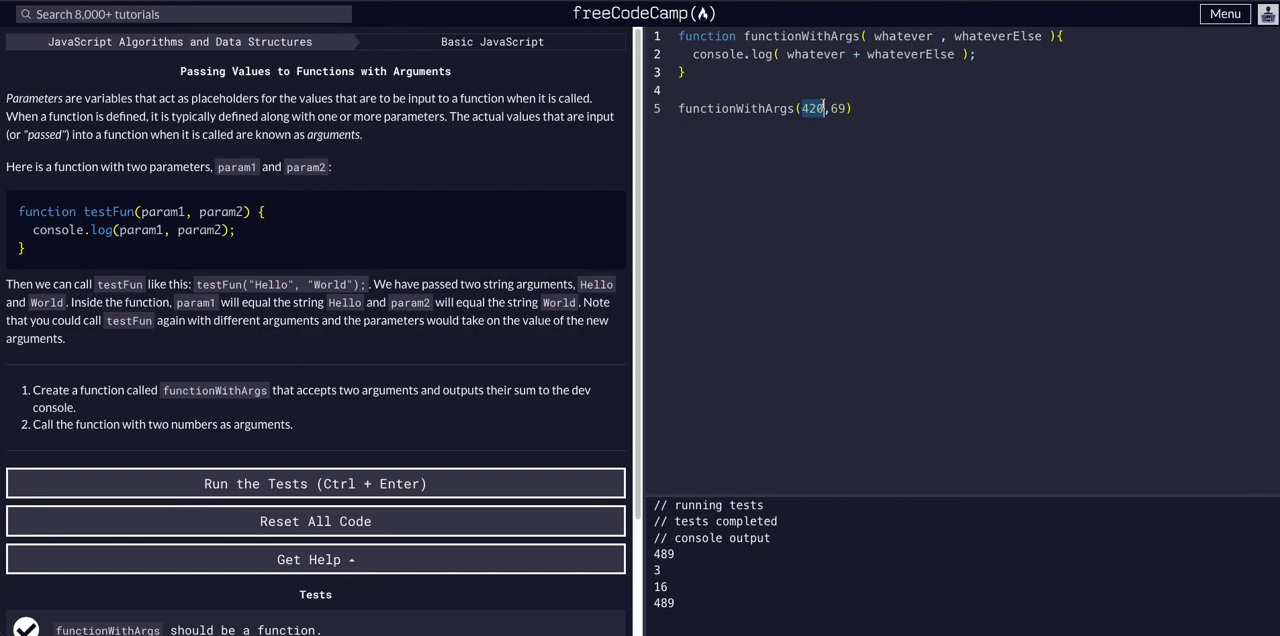 Search 8,000+ tutorials
freeCodeCamp
Menu
JavaScript Algorithms and Data Structures
Basic JavaScript
Passing Values to Functions with Arguments
Parameters are variables that act as placeholders for the values that are to be input to a function when it is called.
When a function is defined, it is typically defined along with one or more parameters. The actual values that are input
(or "passed") into a function when it is called are known as arguments.
Here is a function with two parameters, param1 and param2:
function testFun(param1, param2) {
console.log(param1, param2);
}
Then we can call testFun like this: testFun("Hello", "World");. We have passed two string arguments, Hello
and World. Inside the function, param1 will equal the string Hello and param2 will equal the string World. Note
that you could call testFun again with different arguments and the parameters would take on the value of the new
arguments.
1. Create a function called functionWithArgs that accepts two arguments and outputs their sum to the dev
console.
2. Call the function with two numbers as arguments.
Run the Tests (Ctrl + Enter)
Reset All Code
Get Help
Tests
functionWithArgs should be a function.
1 function functionWithArgs( whatever , whateverElse ){
2 console.log( whatever + whateverElse );
3 }
4
5 functionWithArgs(420,69)
// running tests
// tests completed
// console output
489
3
16
489